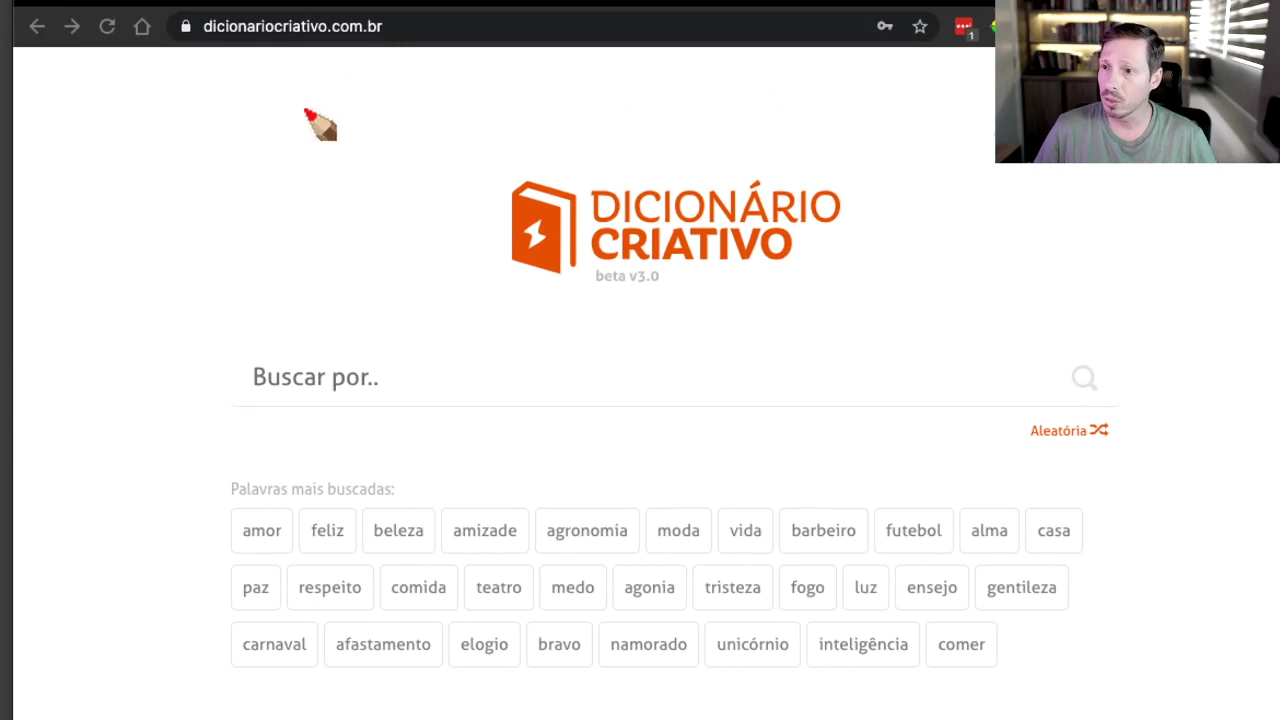 dicionariocriativo.com.br
1
DICIONÁRIO
CRIATIVO
beta v3.0
Buscar por..
Aleatória
Palavras mais buscadas:
amor feliz beleza amizade agronomia moda vida barbeiro futebol alma casa
paz respeito comida teatro medo agonia tristeza fogo luz ensejo gentileza
carnaval afastamento elogio bravo namorado unicórnio inteligência comer